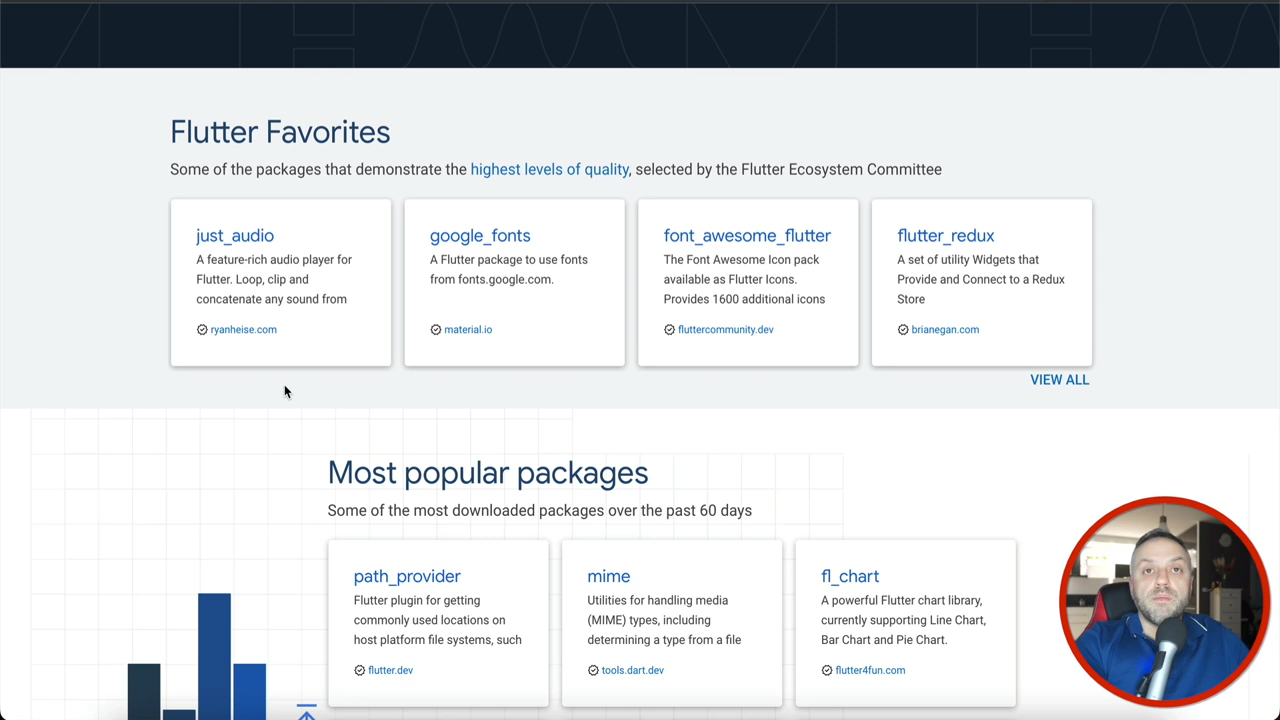 Flutter Favorites
Some of the packages that demonstrate the highest levels of quality, selected by the Flutter Ecosystem Committee
just_audio
A feature-rich audio player for
Flutter. Loop, clip and
concatenate any sound from
ryanheise.com
google_fonts
A Flutter package to use fonts
from fonts.google.com.
material.io
font_awesome_flutter
The Font Awesome Icon pack
available as Flutter Icons.
Provides 1600 additional icons
fluttercommunity.dev
flutter_redux
A set of utility Widgets that
Provide and Connect to a Redux
Store
brianegan.com
VIEW ALL
Most popular packages
Some of the most downloaded packages over the past 60 days
path_provider
Flutter plugin for getting
commonly used locations on
host platform file systems, such
flutter.dev
mime
Utilities for handling media
(MIME) types, including
determining a type from a file
tools.dart.dev
fl_chart
A powerful Flutter chart library,
currently supporting Line Chart,
Bar Chart and Pie Chart.
flutter4fun.com